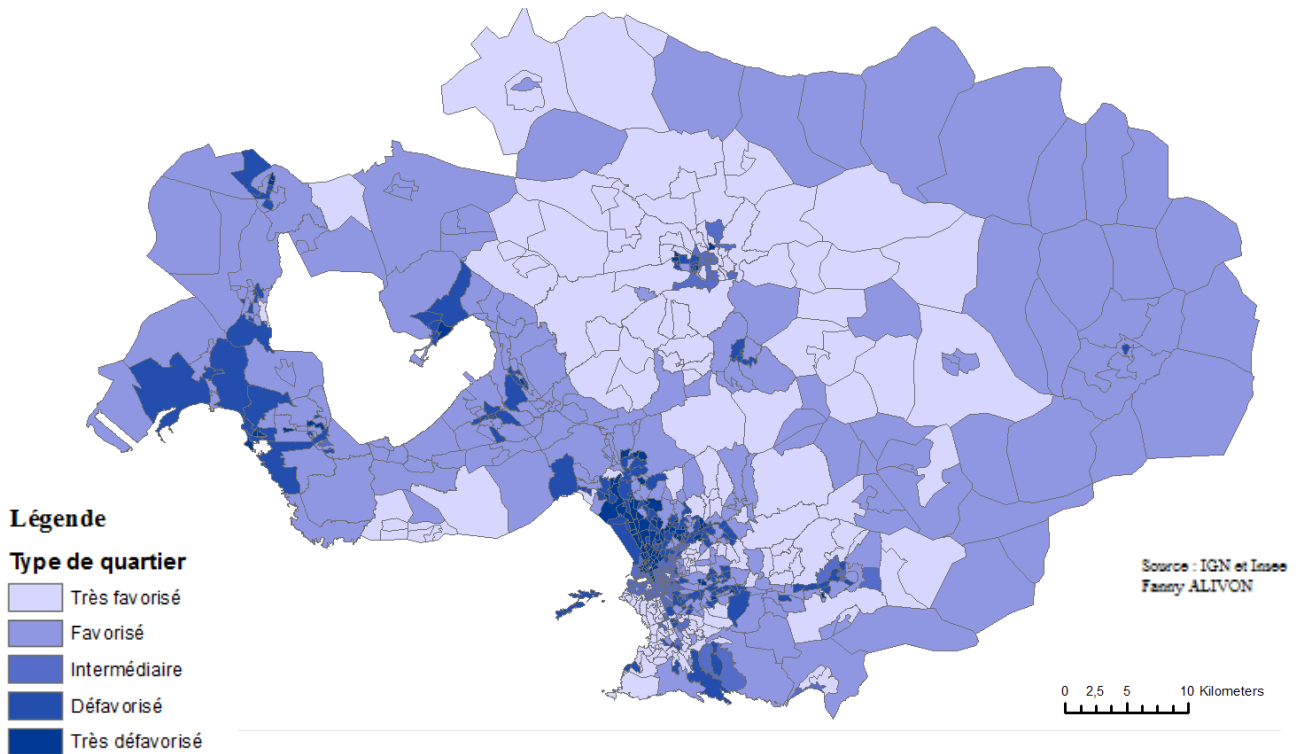 Légende
Type de quartier
Très favorisé
Favorisé
Intermédiaire
Défavorisé
Très défavorisé
Source : IGN et Insee
Fanny ALIVON
0 2,5 5 10 Kilometers